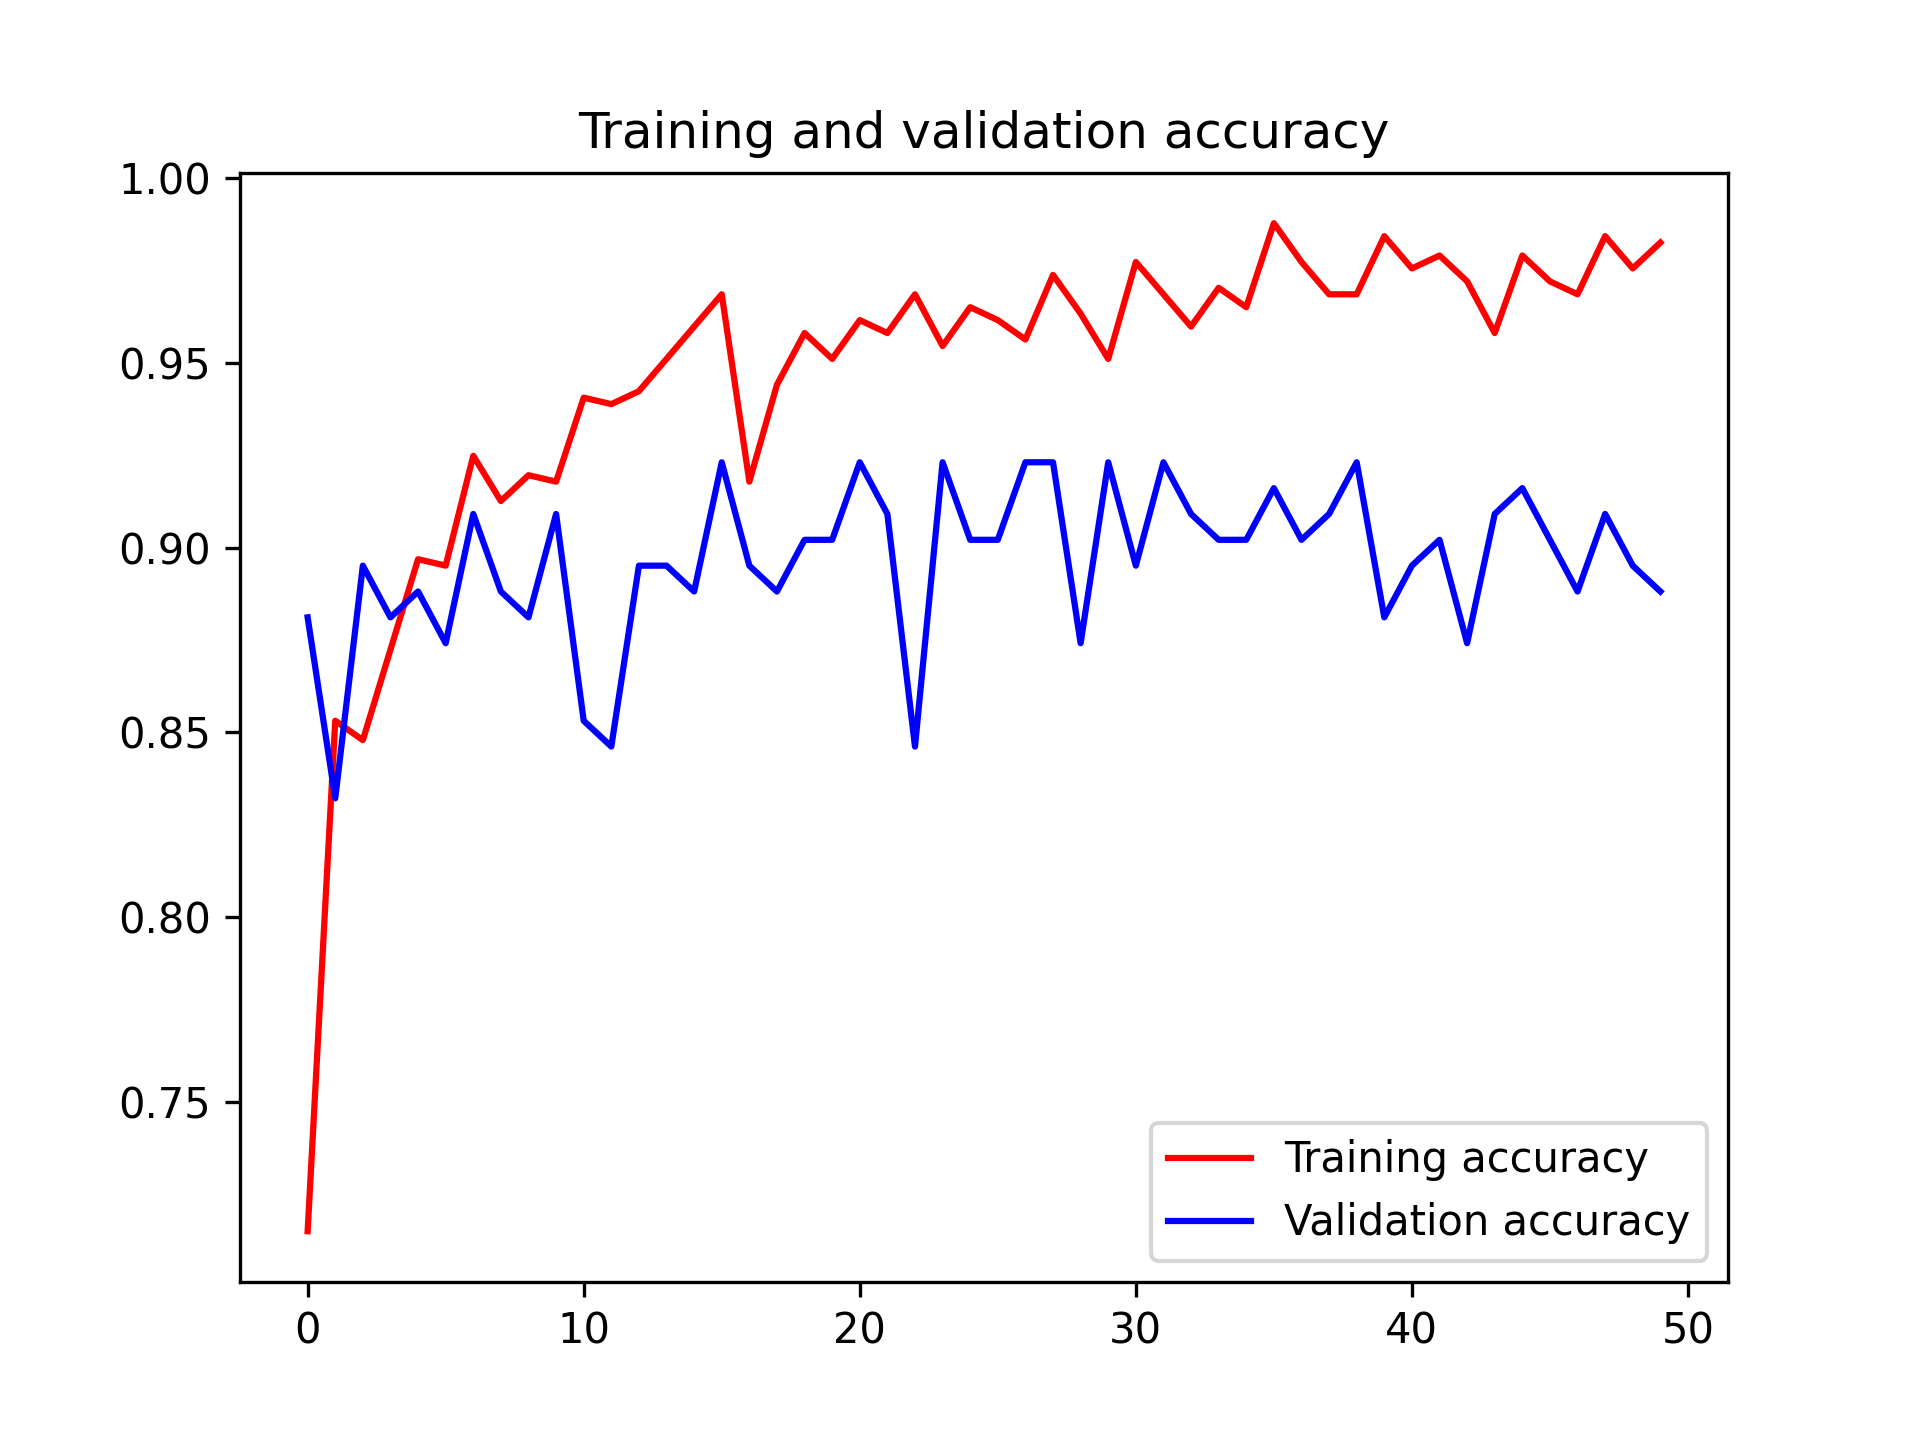 Training and validation accuracy
1.00
0.95
0.90
0.85
0.80
0.75
Training accuracy
Validation accuracy
0 10 20 30 40 50